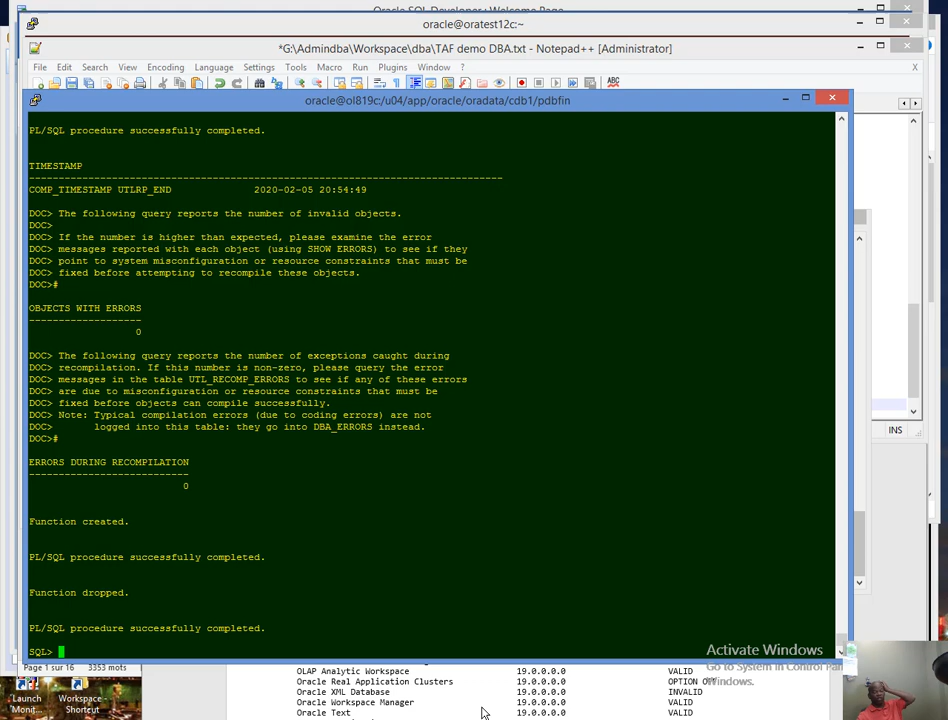 Oracle SQL Developer : Welcome Page
oracle@oratest12c:~
*G:\Admindba\Workspace\dba\TAF demo DBA.txt - Notepad++ [Administrator]
File Edit Search View Encoding Language Settings Tools Macro Run Plugins Window ?
X
ABC
oracle@ol819c:/u04/app/oracle/oradata/cdb1/pdbfin
PL/SQL procedure successfully completed.
TIMESTAMP
--------------------------------------------------------------------------------
COMP_TIMESTAMP UTLRP_END 2020-02-05 20:54:49
DOC> The following query reports the number of invalid objects.
DOC>
DOC> If the number is higher than expected, please examine the error
DOC> messages reported with each object (using SHOW ERRORS) to see if they
DOC> point to system misconfiguration or resource constraints that must be
DOC> fixed before attempting to recompile these objects.
DOC>#
OBJECTS WITH ERRORS
-------------------
0
DOC> The following query reports the number of exceptions caught during
DOC> recompilation. If this number is non-zero, please query the error
DOC> messages in the table UTL_RECOMP_ERRORS to see if any of these errors
DOC> are due to misconfiguration or resource constraints that must be
DOC> fixed before objects can compile successfully.
DOC> Note: Typical compilation errors (due to coding errors) are not
DOC> logged into this table: they go into DBA_ERRORS instead.
DOC>#
INS
ERRORS DURING RECOMPILATION
---------------------------
0
Function created.
PL/SQL procedure successfully completed.
Function dropped.
PL/SQL procedure successfully completed.
SQL>
Activate Windows
Go to System in Control Pan
Windows.
Page 1 sur 16 3353 mots
OLAP Analytic Workspace 19.0.0.0.0 VALID
Oracle Real Application Clusters 19.0.0.0.0 OPTION OFF
Oracle XML Database 19.0.0.0.0 INVALID
Oracle Workspace Manager 19.0.0.0.0 VALID
Oracle Text 19.0.0.0.0 VALID
Launch
"Monit...
Workspace -
Shortcut